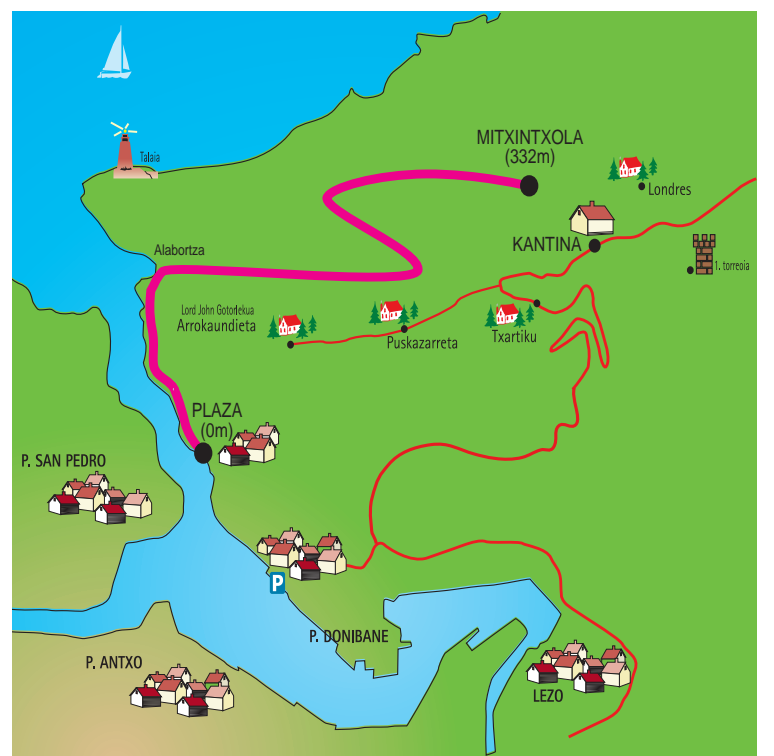 MITXINTXOLA
(332m)
Talaia
Londres
KANTINA
Alabortza
1. torreoia
Lord John Gotorlekua
Arrokaundieta
Puskazarreta
Txartiku
PLAZA
(0m)
P. SAN PEDRO
P
P. DONIBANE
P. ANTXO
LEZO